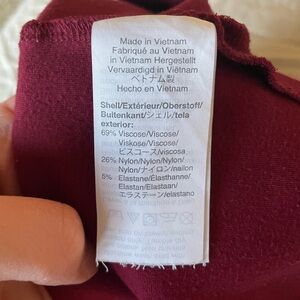 Made in Vietnam
Fabriqué au Vietnam
in Vietnam Hergestellt
Vervaardigd in Viëtnam
ベトナム製
Hecho en Vietnam
Shell/Extérieur/Oberstoff/
Buitenkant/シェル/tela
exterior:
69% Viscose/Viscose/
Viskose/Viscose/
ビスコース/viscosa
26% Nylon/Nylon/Nylon/
Nylon/ナイロン/nailon
5% Elastane/Élasthanne/
Elastan/Elastaan/
エラステーン/elastano